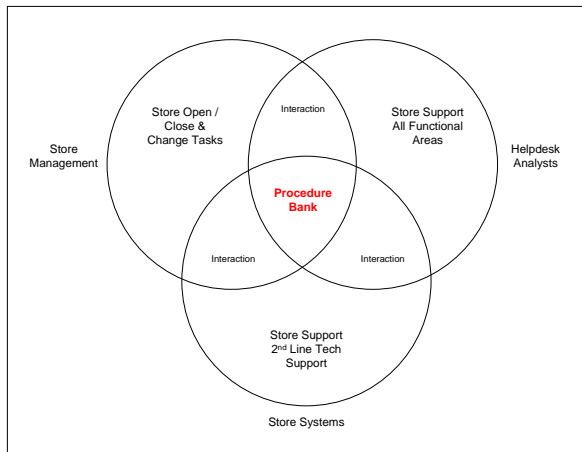 Store Open /
Close &
Change Tasks
Interaction
Store Support
All Functional
Areas
Store
Management
Helpdesk
Analysts
Procedure
Bank
Interaction
Interaction
Store Support
2nd Line Tech
Support
Store Systems